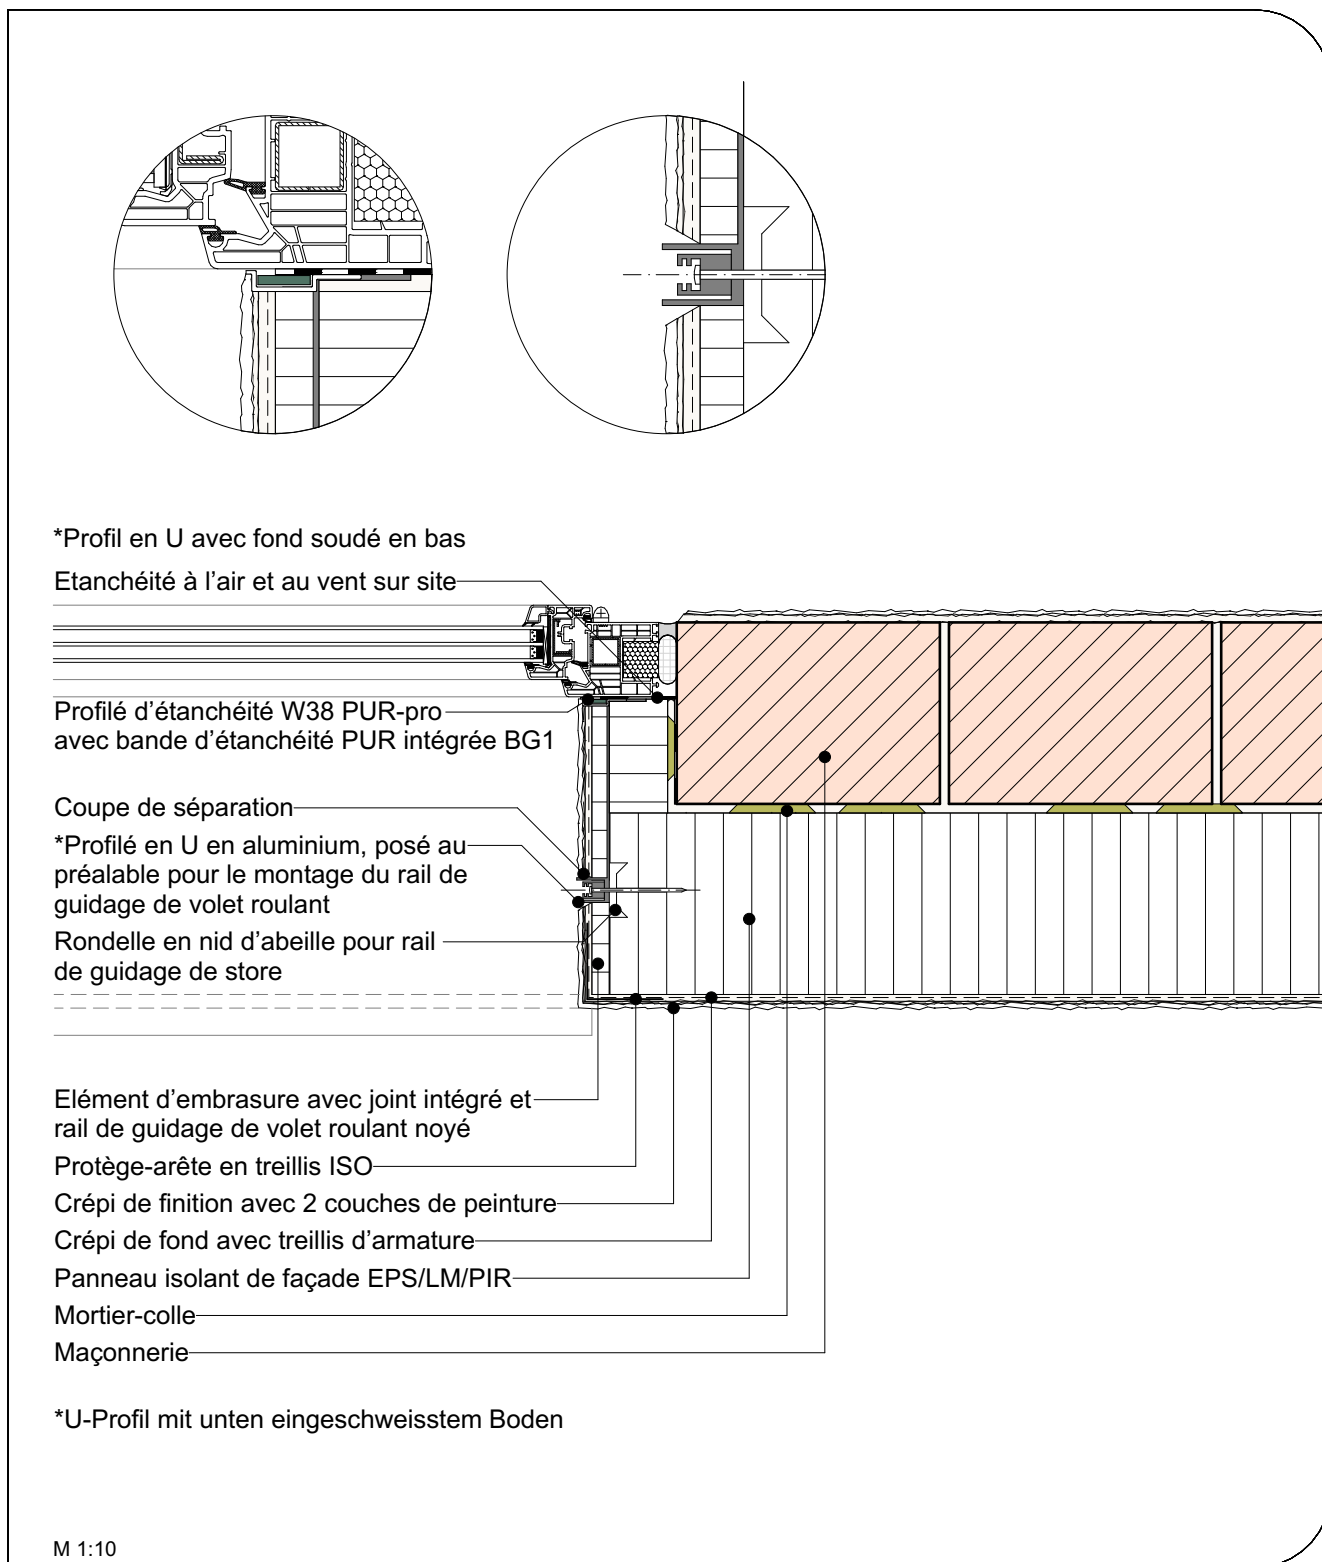 *Profil en U avec fond soudé en bas
Etanchéité à l’air et au vent sur site
Profilé d’étanchéité W38 PUR-pro
avec bande d’étanchéité PUR intégrée BG1
Coupe de séparation
*Profilé en U en aluminium, posé au
préalable pour le montage du rail de
guidage de volet roulant
Rondelle en nid d’abeille pour rail
de guidage de store
Elément d’embrasure avec joint intégré et
rail de guidage de volet roulant noyé
Protège-arête en treillis ISO
Crépi de finition avec 2 couches de peinture
Crépi de fond avec treillis d’armature
Panneau isolant de façade EPS/LM/PIR
Mortier-colle
Maçonnerie
*U-Profil mit unten eingeschweisstem Boden
M 1:10